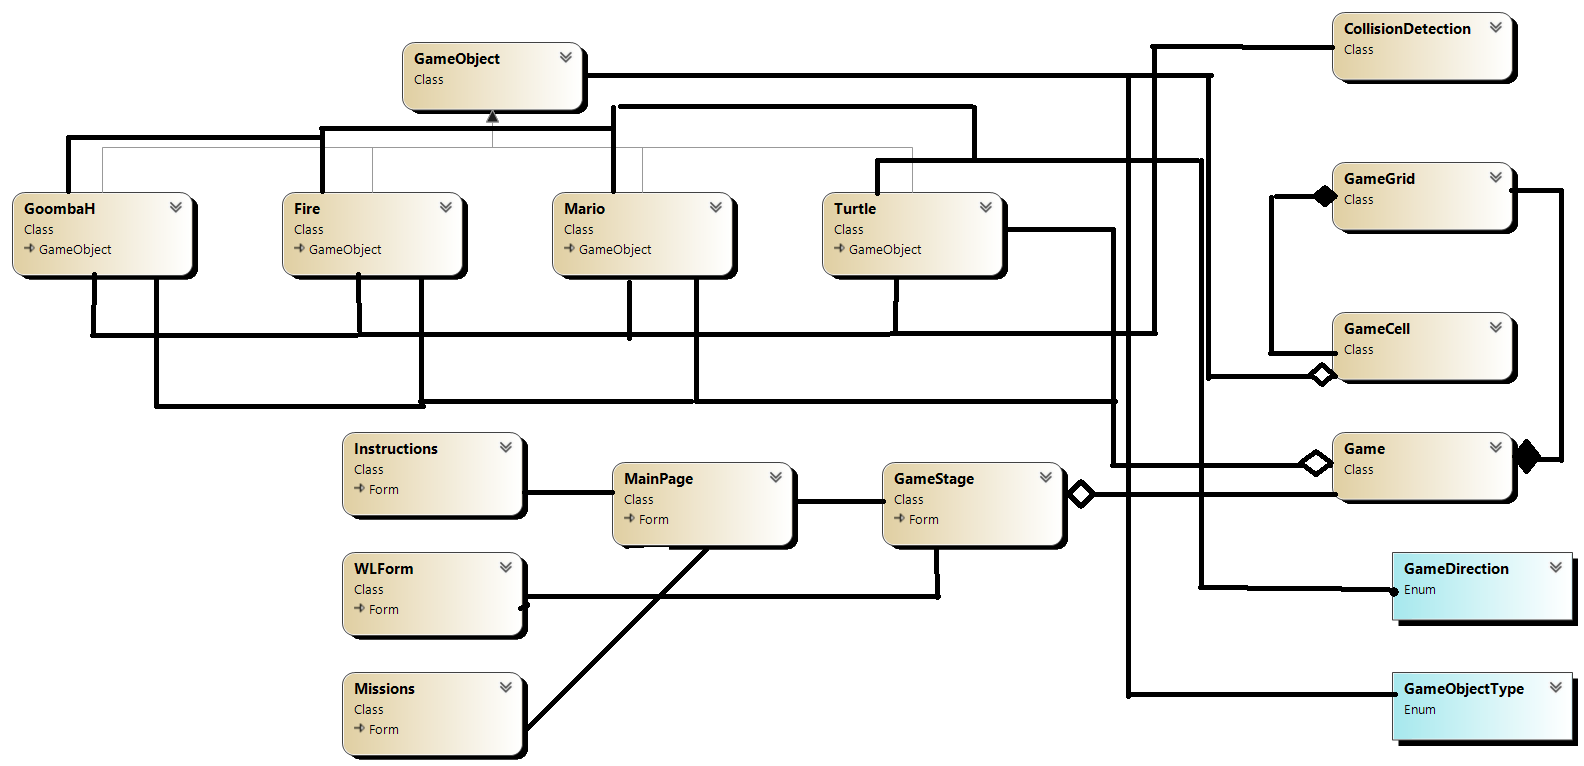 GameObject
Class
CollisionDetection
Class
GameGrid
Class
GoombaH
Class
GameObject
Fire
Class
GameObject
Mario
Class
GameObject
Turtle
Class
GameObject
GameCell
Class
Instructions
Class
Form
MainPage
Class
Form
GameStage
Class
Form
Game
Class
WLForm
Class
Form
GameDirection
Enum
Missions
Class
Form
GameObjectType
Enum